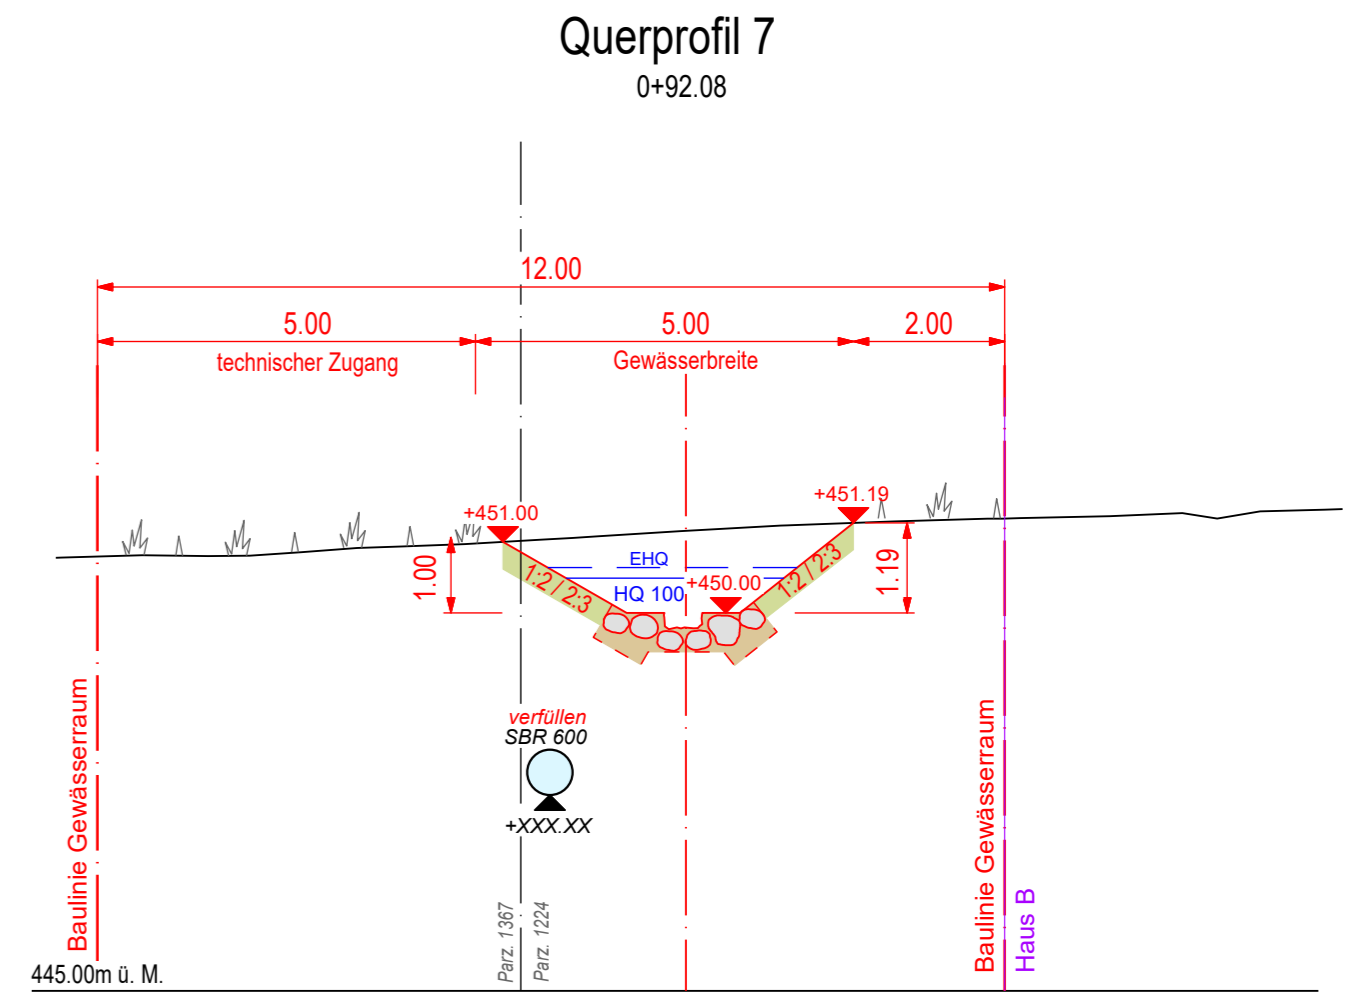 Querprofil 7
0+92.08
12.00
5.00
5.00
2.00
technischer Zugang
Gewässerbreite
+451.00
+451.19
1.00
1:2 / 2:3
EHQ
HQ 100
+450.00
1:2 / 2:3
1.19
verfüllen
SBR 600
+XXX.XX
Baulinie Gewässerraum
Parz. 1367
Parz. 1224
Baulinie Gewässerraum
Haus B
445.00m ü. M.